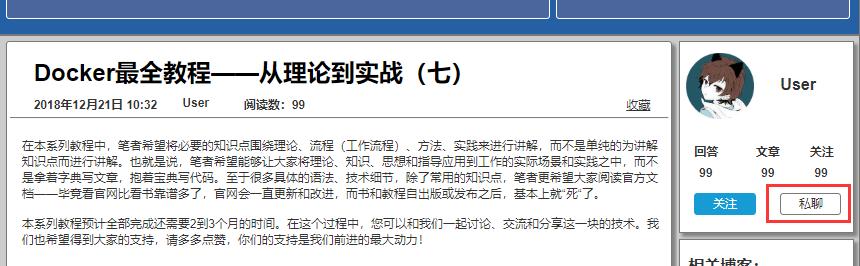 Docker最全教程——从理论到实战（七）
2018年12月21日 10:32 User 阅读数：99 收藏
在本系列教程中，笔者希望将必要的知识点围绕理论、流程（工作流程）、方法、实践来进行讲解，而不是单纯的为讲解
知识点而进行讲解。也就是说，笔者希望能够让大家将理论、知识、思想和指导应用到工作的实际场景和实践之中，而不
是拿着字典写文章，抱着宝典写代码。至于很多具体的语法、技术细节，除了常用的知识点，笔者更希望大家阅读官方文
档——毕竟看官网比看书靠谱多了，官网会一直更新和改进，而书和教程自出版或发布之后，基本上就“死”了。
本系列教程预计全部完成还需要2到3个月的时间。在这个过程中，您可以和我们一起讨论、交流和分享这一块的技术。我
们也希望得到大家的支持，请多多点赞，你们的支持是我们前进的最大动力！
User
回答 文章 关注
99 99 99
关注 私聊
相关博客：